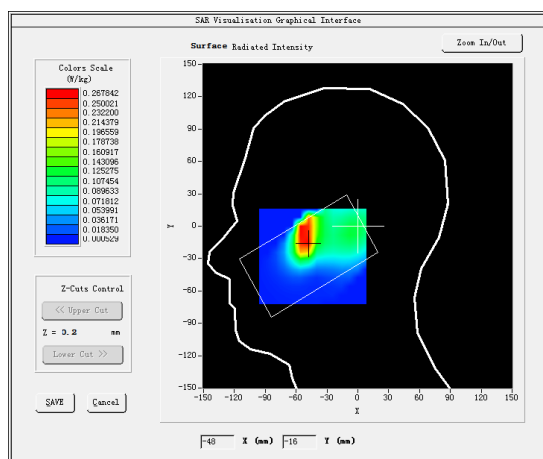 SAR Visualisation Graphical Interface
Surface Radiated Intensity
Zoom In/Out
Colors Scale
(W/kg)
0.267842
0.250021
0.232200
0.214379
0.196559
0.178738
0.160917
0.143096
0.125275
0.107454
0.089633
0.071812
0.053991
0.036171
0.018350
0.000529
Z-Cuts Control
<< Upper Cut
Z = 0.2 mm
Lower Cut >>
SAVE Cancel
150
120
90
60
30
0
-30
-60
-90
-120
-150
Y
-150 -120 -90 -60 -30 0 30 60 90 120 150
X
-48 X (mm) -16 Y (mm)